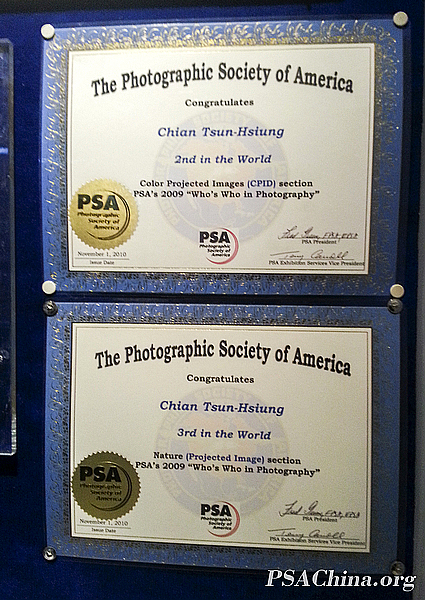 The Photographic Society of America
Congratulates
Chian Tsun-Hsiung
2nd in the World
Color Projected Images (CPID) section
PSA's 2009 "Who's Who in Photography"
PSA
Photographic
Society of
America
November 1, 2010
Issue Date
PSA
Photographic
Society of
America
PSA President
PSA Exhibition Services Vice President
The Photographic Society of America
Congratulates
Chian Tsun-Hsiung
3rd in the World
Nature (Projected Image) section
PSA's 2009 "Who's Who in Photography"
PSA
Photographic
Society of
America
November 1, 2010
Issue Date
PSA
Photographic
Society of
America
PSA President
PSA Exhibition Services Vice President
PSAChina.org